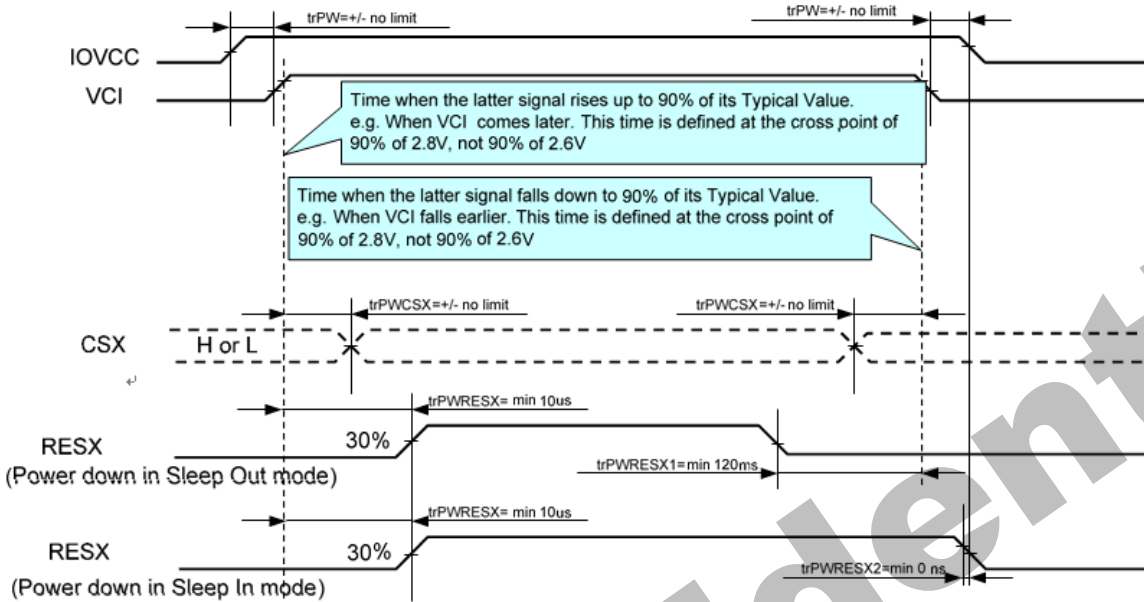 trPW=+/- no limit
trPW=+/- no limit
IOVCC
VCI
Time when the latter signal rises up to 90% of its Typical Value.
e.g. When VCI comes later. This time is defined at the cross point of
90% of 2.8V, not 90% of 2.6V
Time when the latter signal falls down to 90% of its Typical Value.
e.g. When VCI falls earlier. This time is defined at the cross point of
90% of 2.8V, not 90% of 2.6V
trPWCSX=+/- no limit
trPWCSX=+/- no limit
CSX
H or L
trPWRESX= min 10us
RESX
30%
(Power down in Sleep Out mode)
trPWRESX1=min 120ms
trPWRESX= min 10us
RESX
30%
(Power down in Sleep In mode)
trPWRESX2=min 0 ns